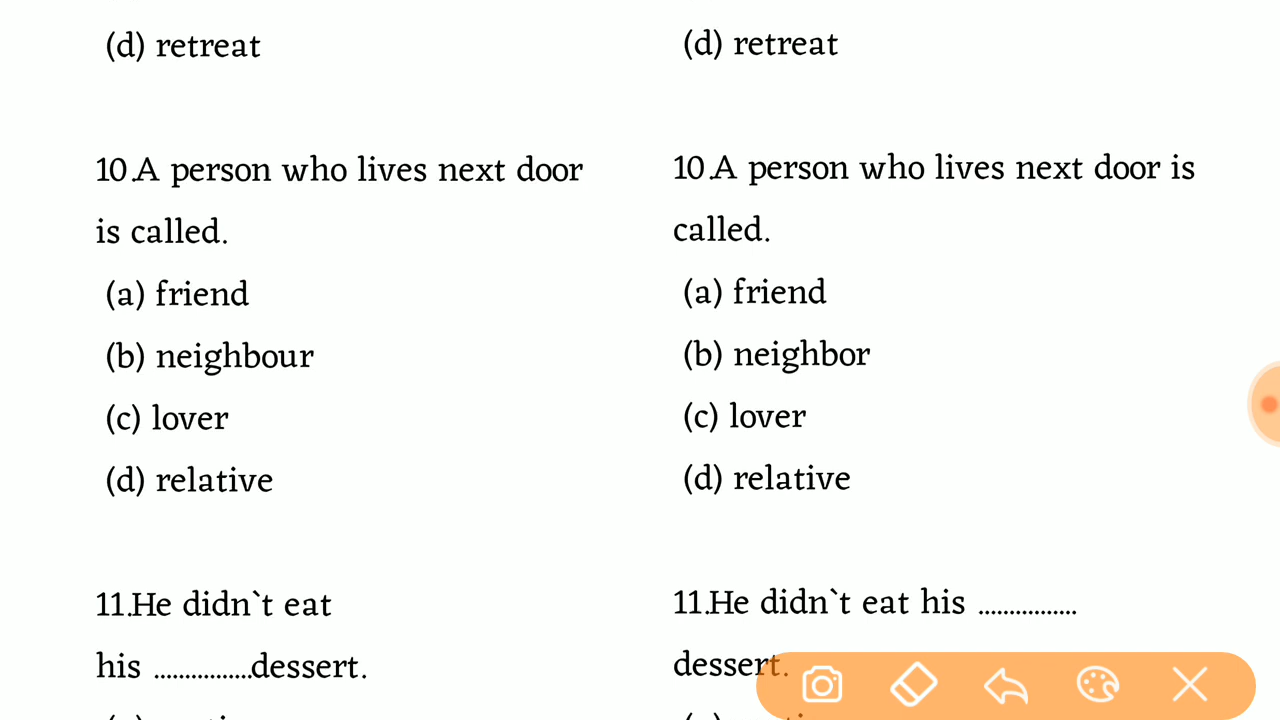 (d) retreat
10.A person who lives next door
is called.
(a) friend
(b) neighbour
(c) lover
(d) relative
11.He didn`t eat
his ................dessert.
(d) retreat
10.A person who lives next door is
called.
(a) friend
(b) neighbor
(c) lover
(d) relative
11.He didn`t eat his ................
dessert.